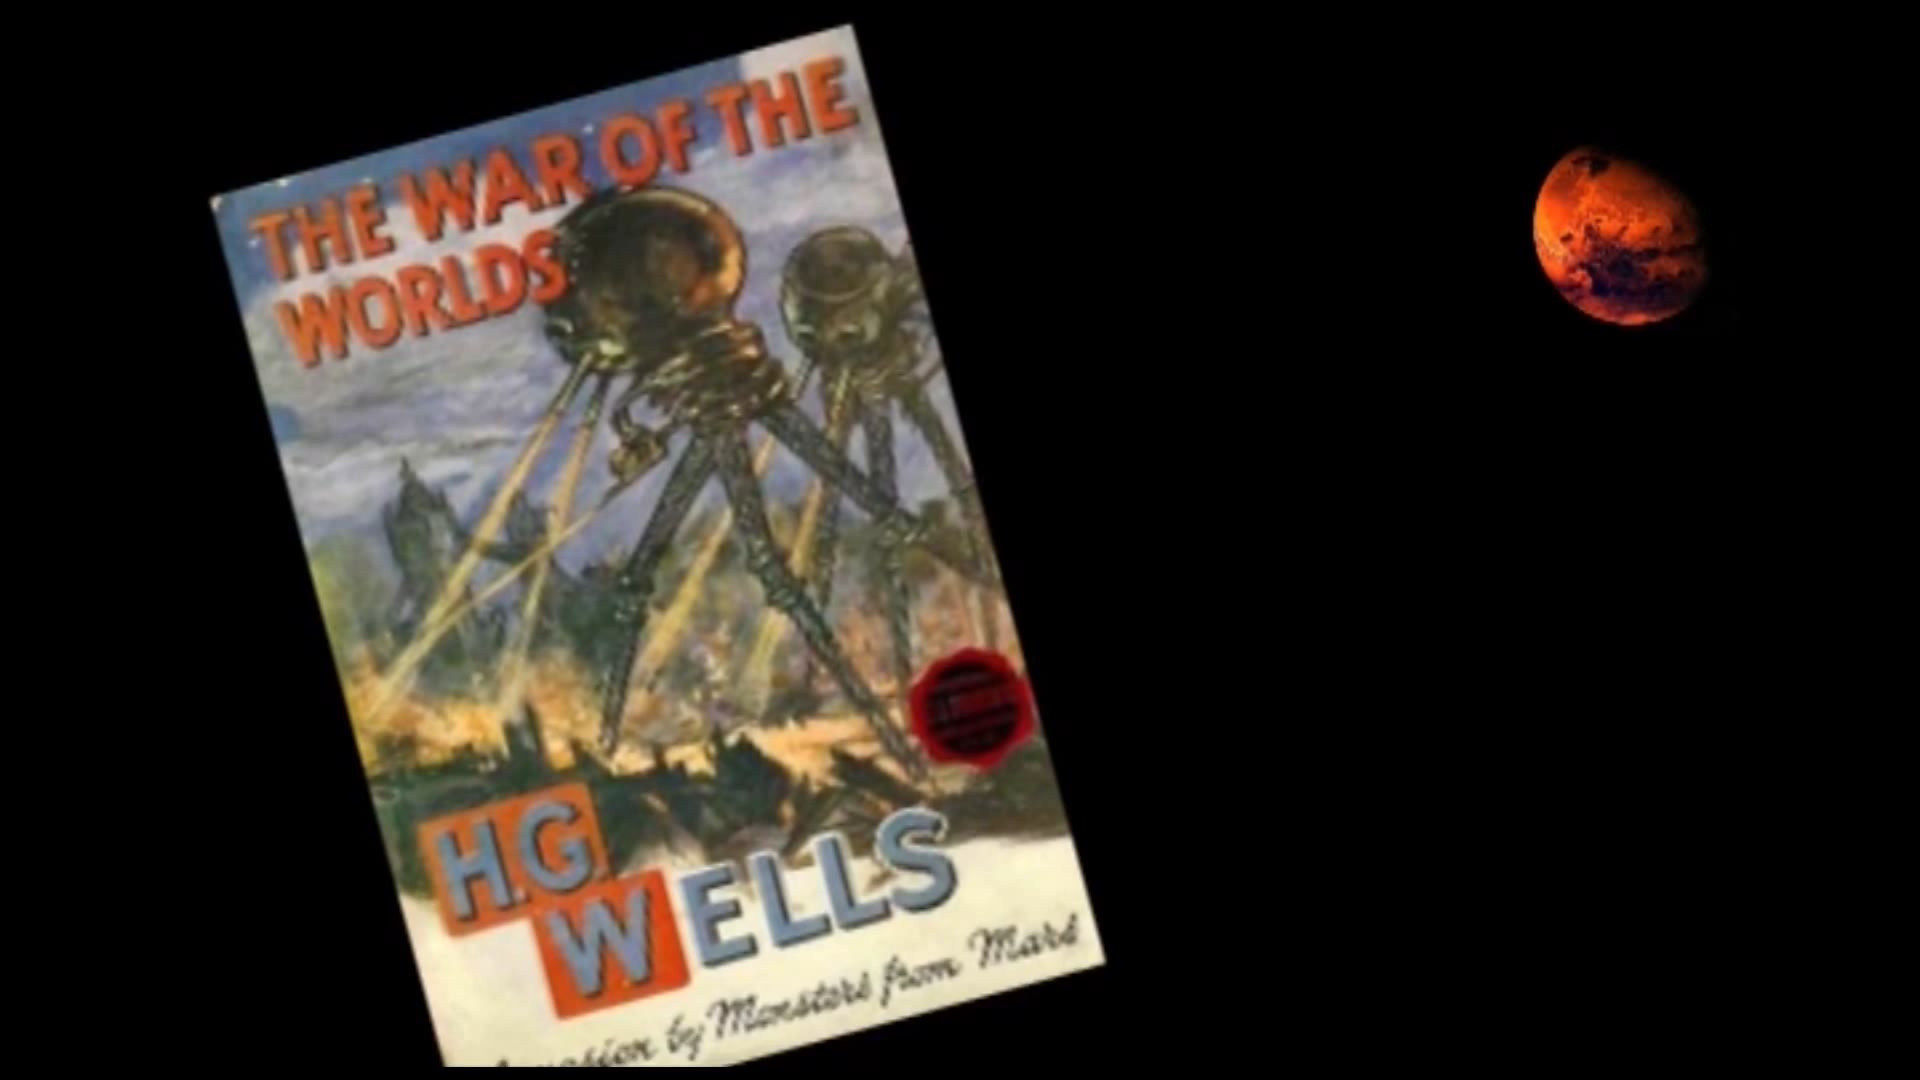 THE WAR OF THE
WORLDS
H.G.
WELLS
by Monsters from Mars